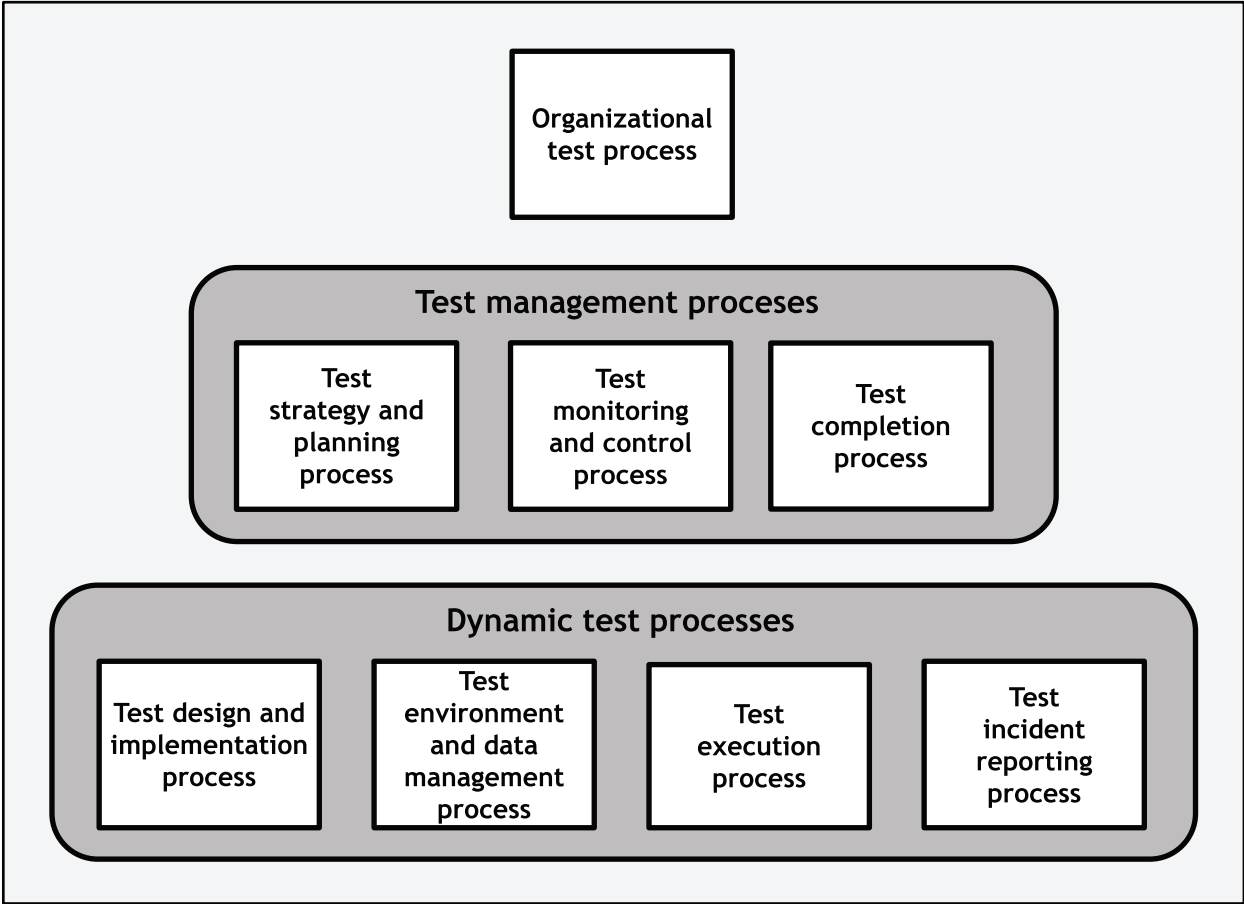 Organizational
test process
Test management proceses
Test
strategy and
planning
process
Test
monitoring
and control
process
Test
completion
process
Dynamic test processes
Test design and
implementation
process
Test
environment
and data
management
process
Test
execution
process
Test
incident
reporting
process